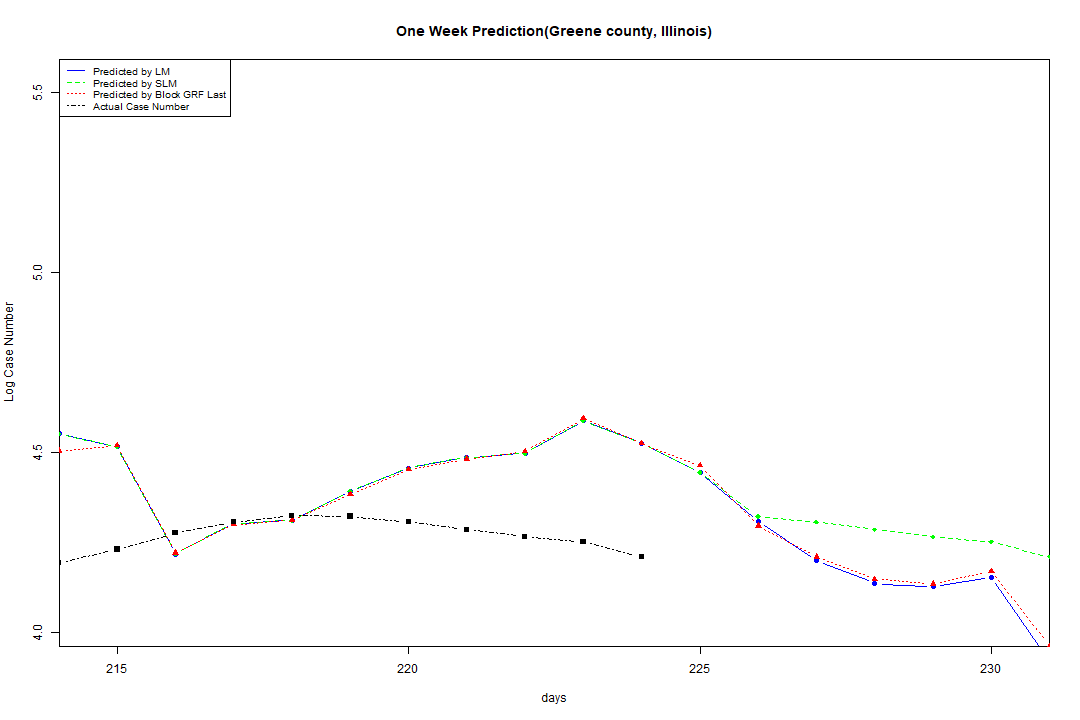 One Week Prediction(Greene county, Illinois)
Predicted by LM
Predicted by SLM
Predicted by Block GRF Last
Actual Case Number
5.5
5.0
4.5
4.0
Log Case Number
215
220
225
230
days